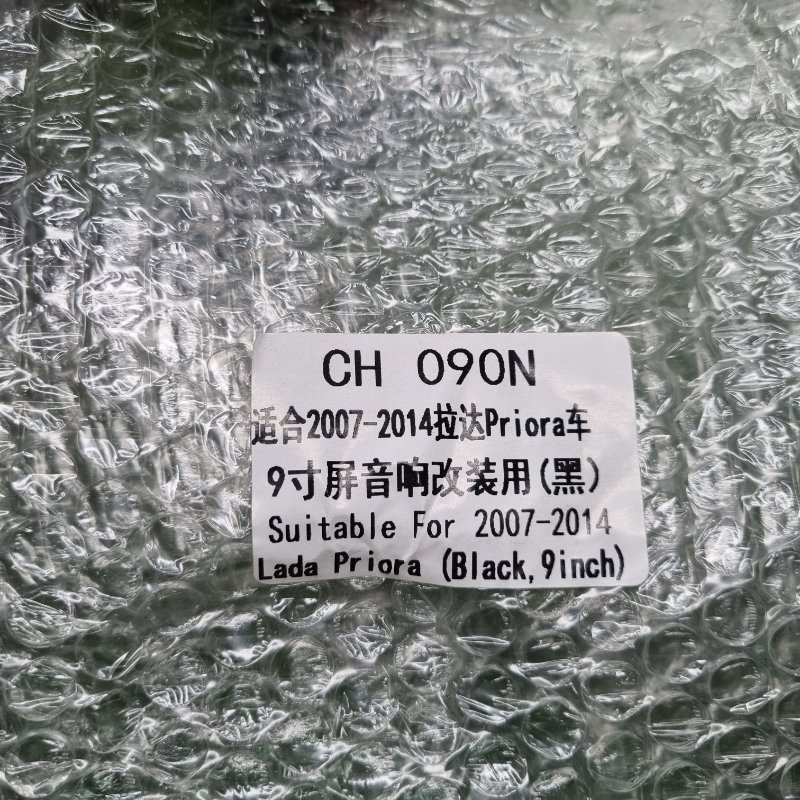 CH 090N
适合2007-2014拉达Priora车
9寸屏音响改装用(黑)
Suitable For 2007-2014
Lada Priora (Black,9inch)